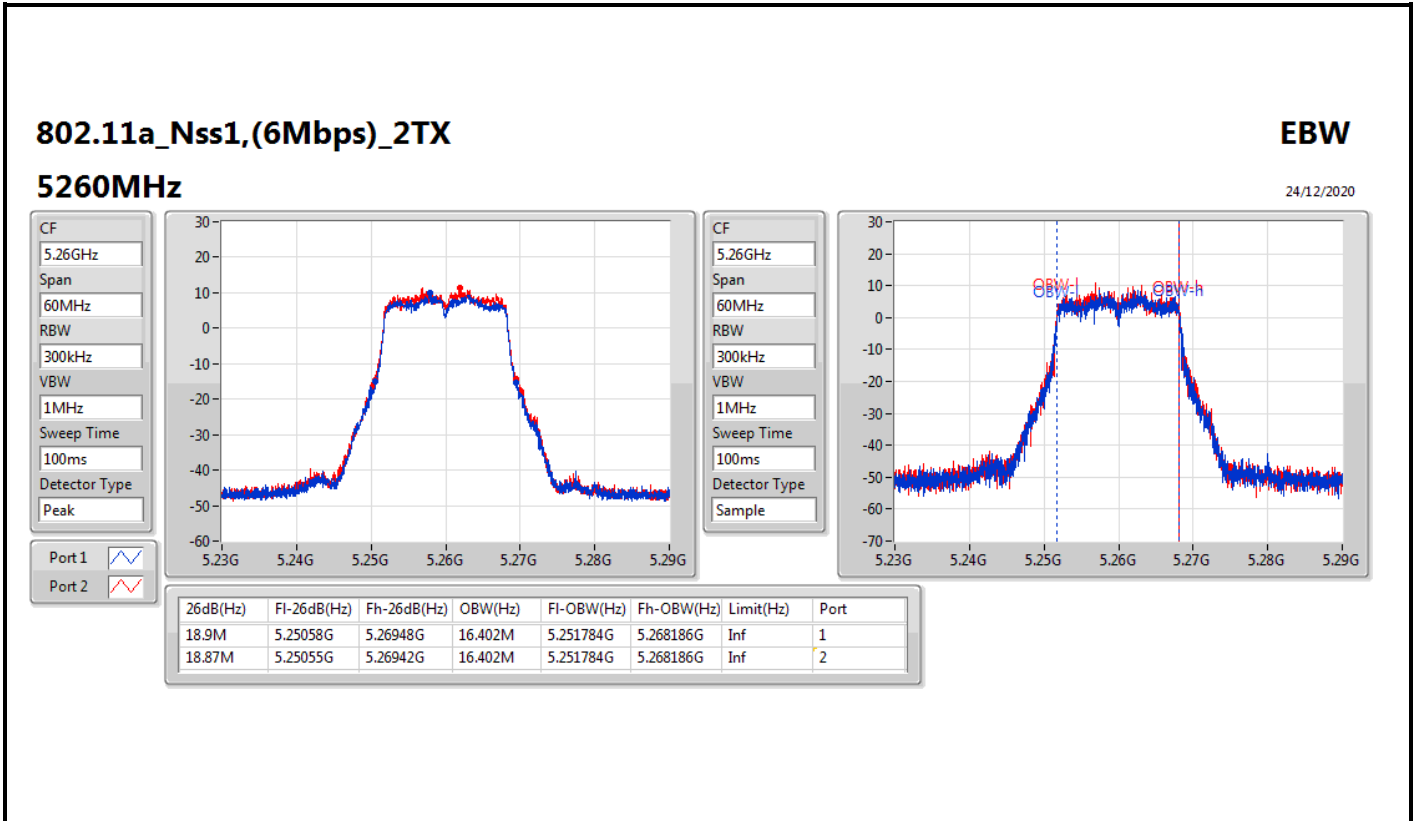 802.11a_Nss1,(6Mbps)_2TX
EBW
5260MHz
24/12/2020
CF
5.26GHz
Span
60MHz
RBW
300kHz
VBW
1MHz
Sweep Time
100ms
Detector Type
Peak
Port 1
Port 2
30
20
10
0
-10
-20
-30
-40
-50
-60
5.23G 5.24G 5.25G 5.26G 5.27G 5.28G 5.29G
CF
5.26GHz
Span
60MHz
RBW
300kHz
VBW
1MHz
Sweep Time
100ms
Detector Type
Sample
30
20
10
0
-10
-20
-30
-40
-50
-60
-70
OBW-l
OBW-l
OBW-h
OBW-h
5.23G 5.24G 5.25G 5.26G 5.27G 5.28G 5.29G
26dB(Hz) Fl-26dB(Hz) Fh-26dB(Hz) OBW(Hz) Fl-OBW(Hz) Fh-OBW(Hz) Limit(Hz) Port
18.9M 5.25058G 5.26948G 16.402M 5.251784G 5.268186G Inf 1
18.87M 5.25055G 5.26942G 16.402M 5.251784G 5.268186G Inf 2